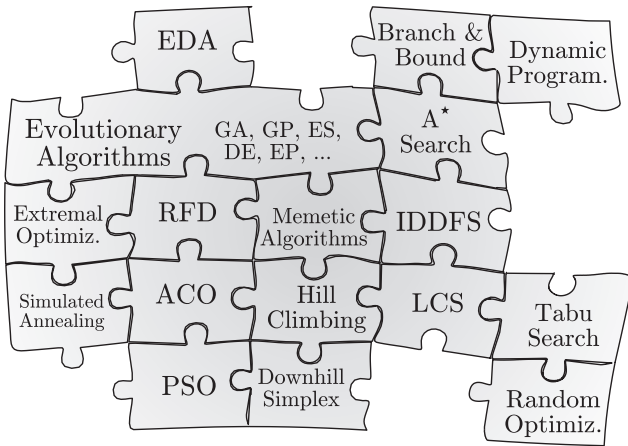 EDA
Branch &
Bound
Dynamic
Program.
Evolutionary
Algorithms
GA, GP, ES,
DE, EP, ...
A*
Search
Extremal
Optimiz.
RFD
Memetic
Algorithms
IDDFS
Simulated
Annealing
ACO
Hill
Climbing
LCS
Tabu
Search
PSO
Downhill
Simplex
Random
Optimiz.